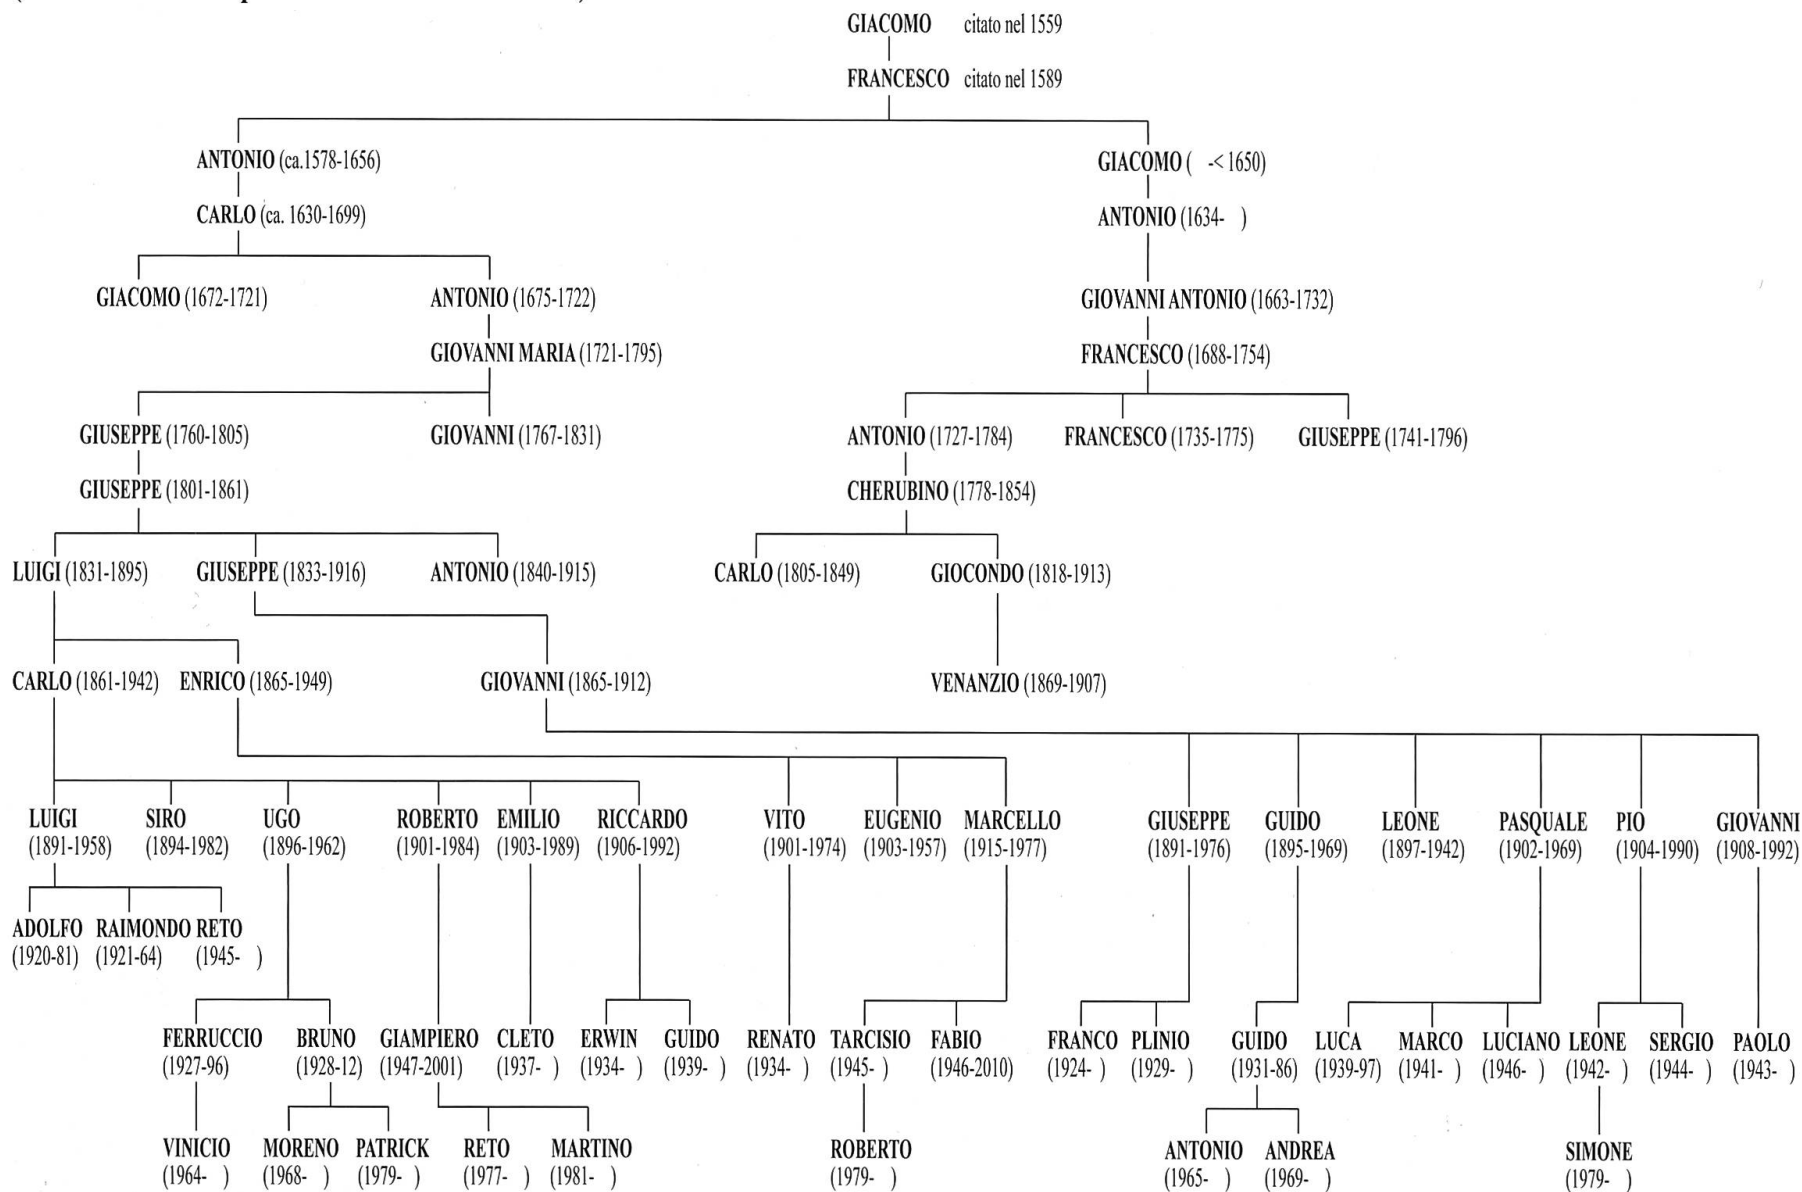 GIACOMO citato nel 1559
FRANCESCO citato nel 1589
ANTONIO (ca.1578-1656) GIACOMO ( -< 1650)
CARLO (ca. 1630-1699) ANTONIO (1634- )
GIACOMO (1672-1721) ANTONIO (1675-1722) GIOVANNI ANTONIO (1663-1732)
GIOVANNI MARIA (1721-1795) FRANCESCO (1688-1754)
GIUSEPPE (1760-1805) GIOVANNI (1767-1831) ANTONIO (1727-1784) FRANCESCO (1735-1775) GIUSEPPE (1741-1796)
GIUSEPPE (1801-1861) CHERUBINO (1778-1854)
LUIGI (1831-1895) GIUSEPPE (1833-1916) ANTONIO (1840-1915) CARLO (1805-1849) GIOCONDO (1818-1913)
CARLO (1861-1942) ENRICO (1865-1949) GIOVANNI (1865-1912) VENANZIO (1869-1907)
LUIGI SIRO UGO ROBERTO EMILIO RICCARDO VITO EUGENIO MARCELLO GIUSEPPE GUIDO LEONE PASQUALE PIO GIOVANNI
(1891-1958) (1894-1982) (1896-1962) (1901-1984) (1903-1989) (1906-1992) (1901-1974) (1903-1957) (1915-1977) (1891-1976) (1895-1969) (1897-1942) (1902-1969) (1904-1990) (1908-1992)
ADOLFO RAIMONDO RETO
(1920-81) (1921-64) (1945- )
FERRUCCIO BRUNO GIAMPIERO CLETO ERWIN GUIDO RENATO TARCISIO FABIO FRANCO PLINIO GUIDO LUCA MARCO LUCIANO LEONE SERGIO PAOLO
(1927-96) (1928-12) (1947-2001) (1937- ) (1934- ) (1939- ) (1934- ) (1945- ) (1946-2010) (1924- ) (1929- ) (1931-86) (1939-97) (1941- ) (1946- ) (1942- ) (1944- ) (1943- )
VINICIO MORENO PATRICK RETO MARTINO ROBERTO ANTONIO ANDREA SIMONE
(1964- ) (1968- ) (1979- ) (1977- ) (1981- ) (1979- ) (1965- ) (1969- ) (1979- )